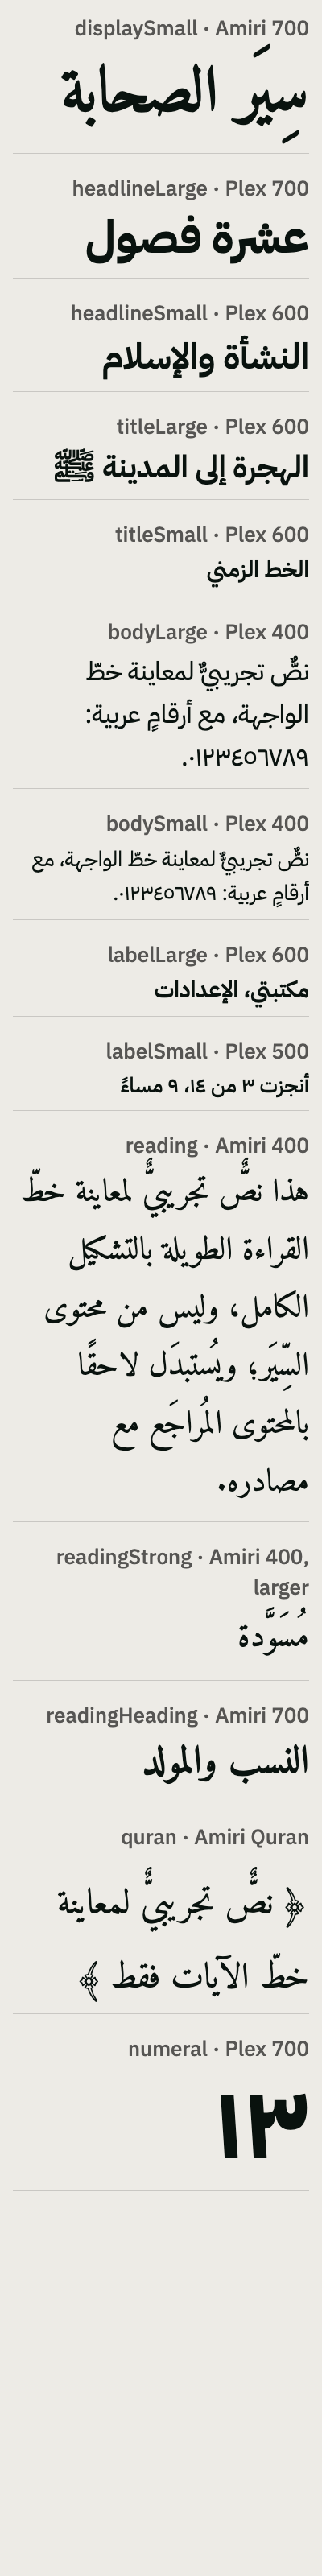 displaySmall · Amiri 700
سِيَر الصحابة
headlineLarge · Plex 700
عشرة فصول
headlineSmall · Plex 600
النشأة والإسلام
titleLarge · Plex 600
الهجرة إلى المدينة ﷺ
titleSmall · Plex 600
الخط الزمني
bodyLarge · Plex 400
نصٌّ تجريبيٌّ لمعاينة خطّ
الواجهة، مع أرقامٍ عربية:
٠١٢٣٤٥٦٧٨٩.
bodySmall · Plex 400
نصٌّ تجريبيٌّ لمعاينة خطّ الواجهة، مع
أرقامٍ عربية: ٠١٢٣٤٥٦٧٨٩.
labelLarge · Plex 600
مكتبتي، الإعدادات
labelSmall · Plex 500
أنجزت ٣ من ١٤، ٩ مساءً
reading · Amiri 400
هذا نصٌّ تجريبيٌّ لمعاينة خطّ
القراءة الطويلة بالتشكيل
الكامل، وليس من محتوى
السِّيَر؛ ويُستبدَل لاحقًا
بالمحتوى المُراجَع مع
مصادره.
readingStrong · Amiri 400,
larger
مُسَوَّدة
readingHeading · Amiri 700
النسب والمولد
quran · Amiri Quran
﴿ نصٌّ تجريبيٌّ لمعاينة
خطّ الآيات فقط ﴾
numeral · Plex 700
١٣